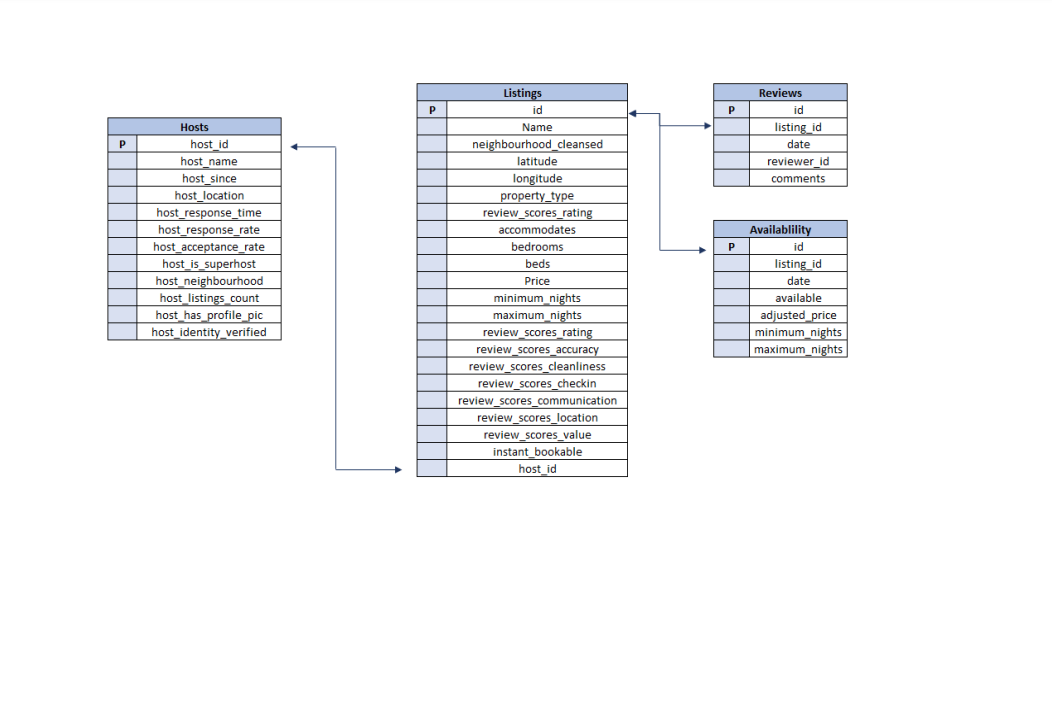 Hosts
P host_id
host_name
host_since
host_location
host_response_time
host_response_rate
host_acceptance_rate
host_is_superhost
host_neighbourhood
host_listings_count
host_has_profile_pic
host_identity_verified
Listings
P id
Name
neighbourhood_cleansed
latitude
longitude
property_type
review_scores_rating
accommodates
bedrooms
beds
Price
minimum_nights
maximum_nights
review_scores_rating
review_scores_accuracy
review_scores_cleanliness
review_scores_checkin
review_scores_communication
review_scores_location
review_scores_value
instant_bookable
host_id
Reviews
P id
listing_id
date
reviewer_id
comments
Availablility
P id
listing_id
date
available
adjusted_price
minimum_nights
maximum_nights